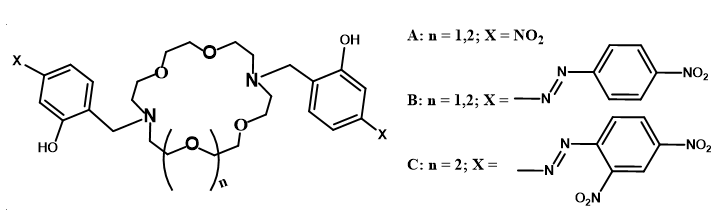 A: n = 1,2; X = NO2
B: n = 1,2; X = N N NO2
C: n = 2; X = N N NO2 O2N
X HO N O O N O O n OH X